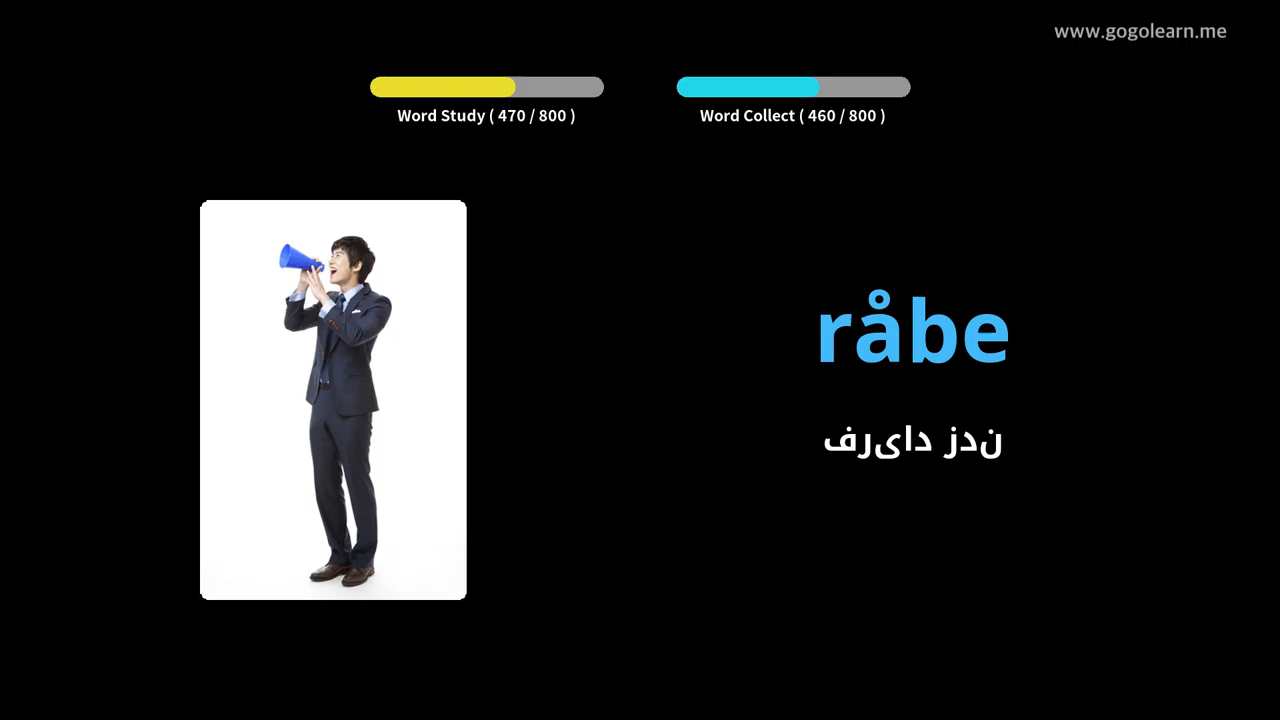 www.gogolearn.me
Word Study ( 470 / 800 )
Word Collect ( 460 / 800 )
råbe
فریاد زدن